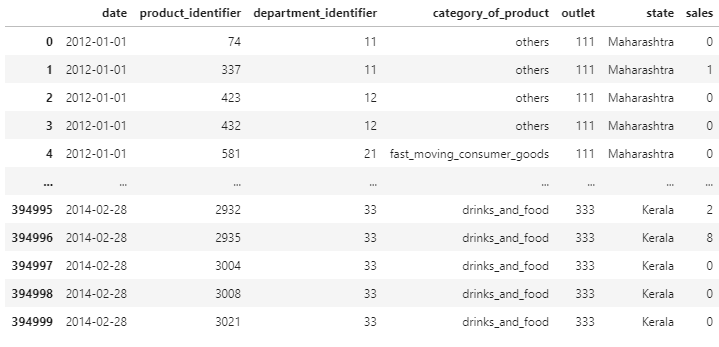 date product_identifier department_identifier category_of_product outlet state sales
0 2012-01-01 74 11 others 111 Maharashtra 0
1 2012-01-01 337 11 others 111 Maharashtra 1
2 2012-01-01 423 12 others 111 Maharashtra 0
3 2012-01-01 432 12 others 111 Maharashtra 0
4 2012-01-01 581 21 fast_moving_consumer_goods 111 Maharashtra 0
... ... ... ... ... ... ... ...
394995 2014-02-28 2932 33 drinks_and_food 333 Kerala 2
394996 2014-02-28 2935 33 drinks_and_food 333 Kerala 8
394997 2014-02-28 3004 33 drinks_and_food 333 Kerala 0
394998 2014-02-28 3008 33 drinks_and_food 333 Kerala 0
394999 2014-02-28 3021 33 drinks_and_food 333 Kerala 0